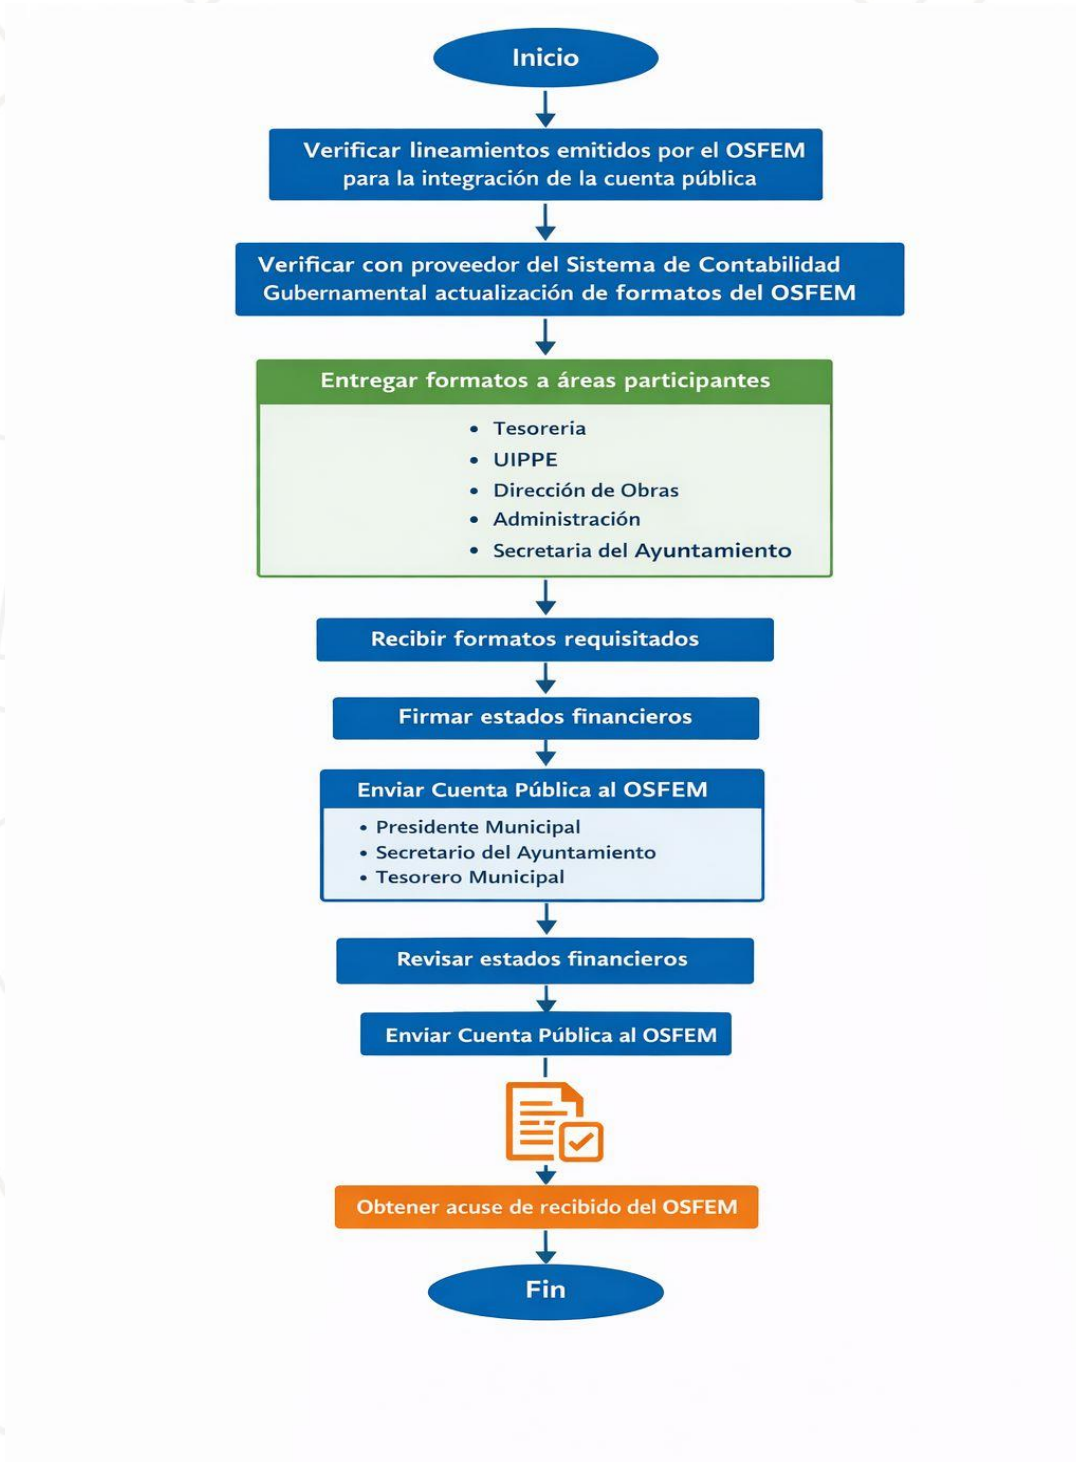 Inicio
Verificar lineamientos emitidos por el OSFEM
para la integración de la cuenta pública
Verificar con proveedor del Sistema de Contabilidad
Gubernamental actualización de formatos del OSFEM
Entregar formatos a áreas participantes
• Tesoreria
• UIPPE
• Dirección de Obras
• Administración
• Secretaria del Ayuntamiento
Recibir formatos requisitados
Firmar estados financieros
Enviar Cuenta Pública al OSFEM
• Presidente Municipal
• Secretario del Ayuntamiento
• Tesorero Municipal
Revisar estados financieros
Enviar Cuenta Pública al OSFEM
Obtener acuse de recibido del OSFEM
Fin